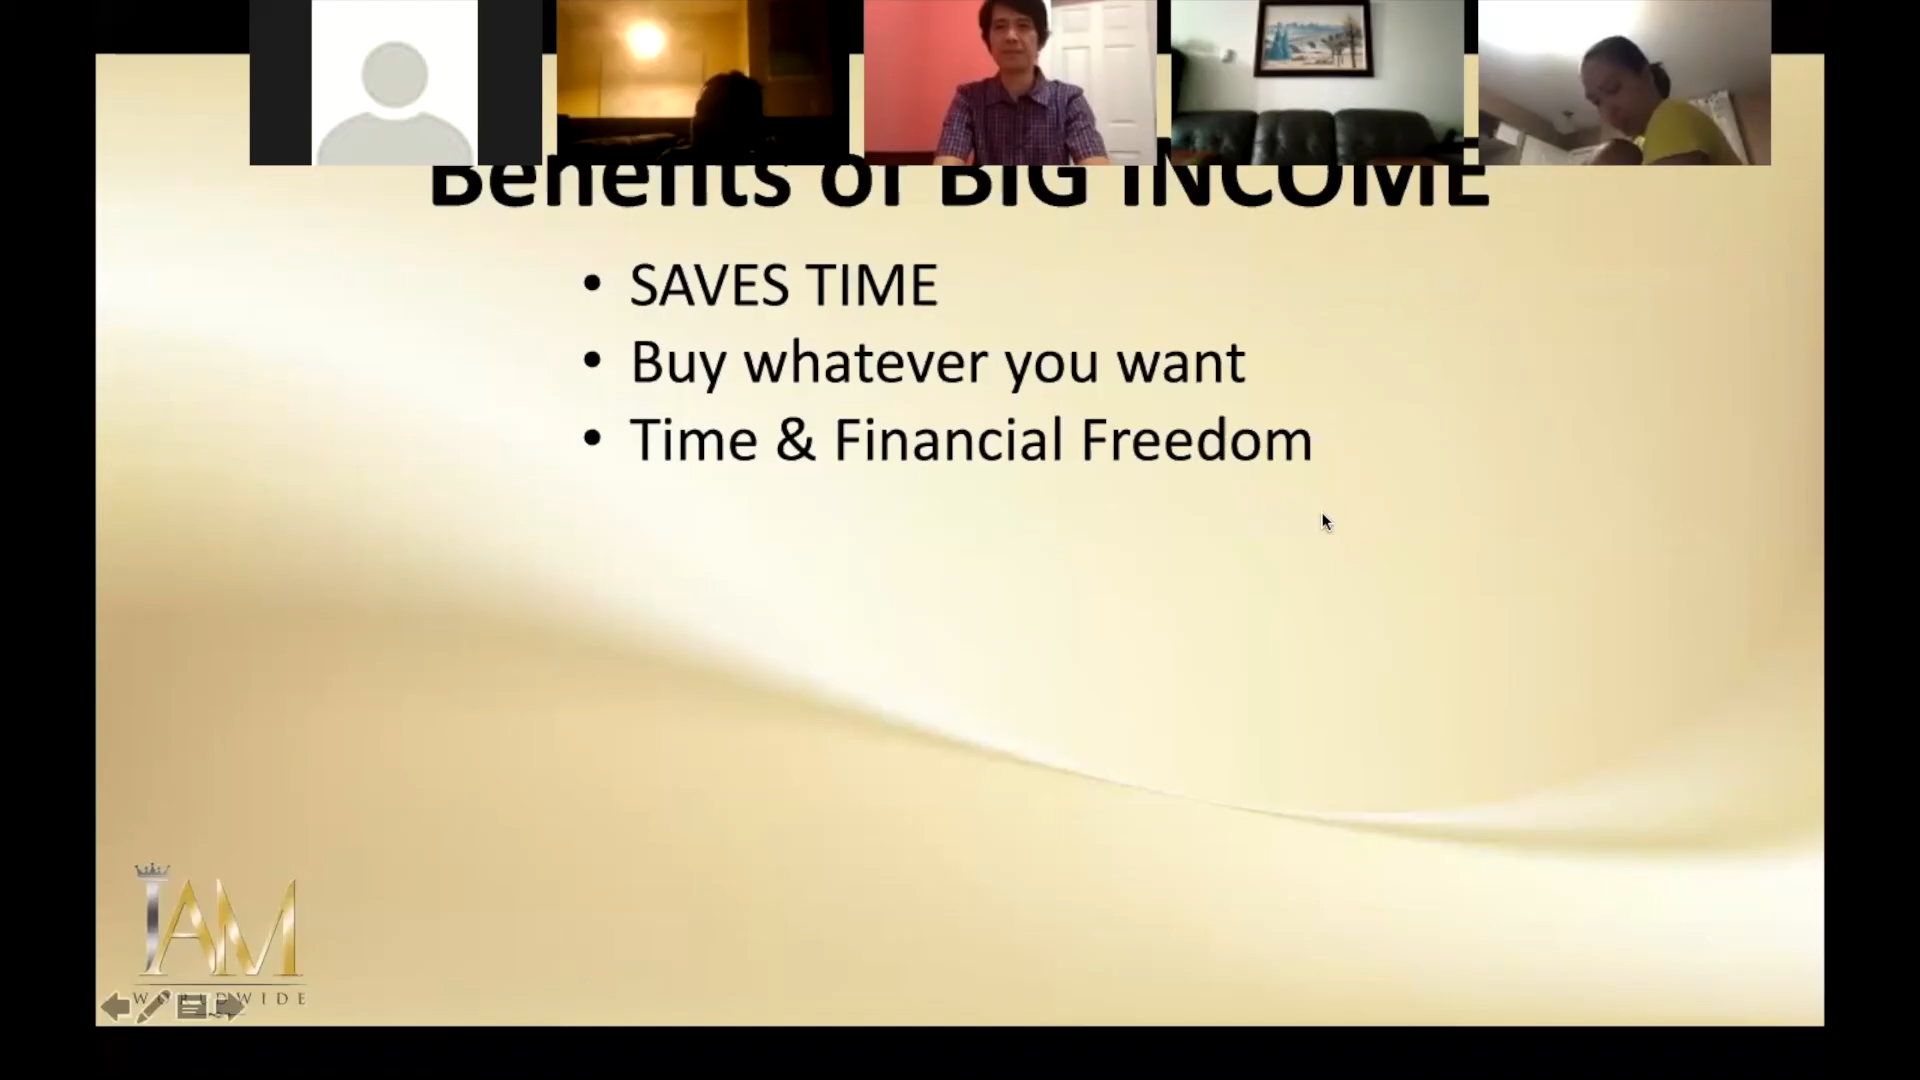 Benefits of BIG INCOME
• SAVES TIME
• Buy whatever you want
• Time & Financial Freedom
IAM
WORLDWIDE